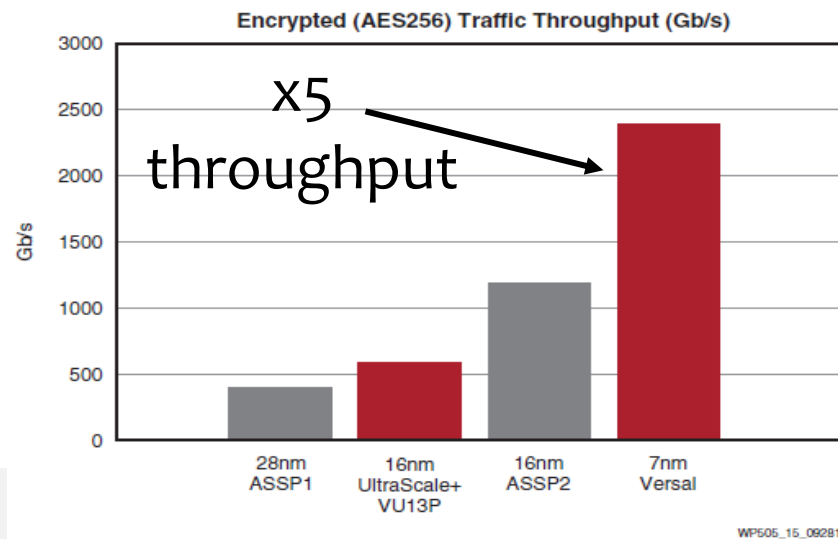 Encrypted (AES256) Traffic Throughput (Gb/s)
3000
2500
2000
1500
1000
500
0
Gb/s
x5
throughput
28nm
ASSP1
16nm
UltraScale+
VU13P
16nm
ASSP2
7nm
Versal
WP505_15_09281